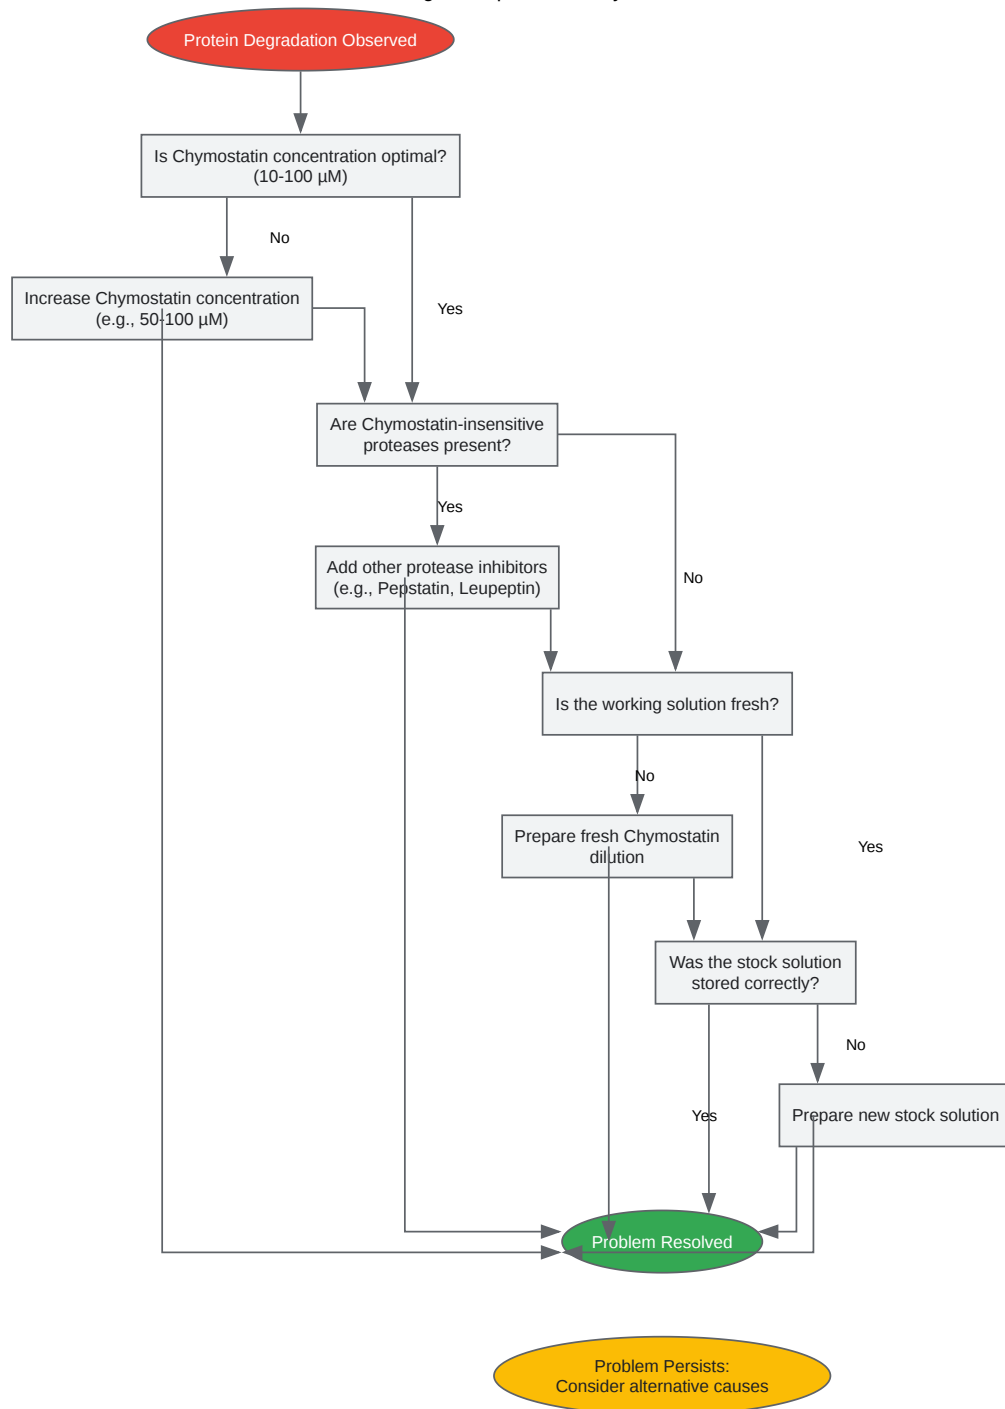 Protein Degradation Observed
Is Chymostatin concentration optimal?
(10-100 µM)
No
Increase Chymostatin concentration
(e.g., 50-100 µM)
Yes
Are Chymostatin-insensitive
proteases present?
Yes
Add other protease inhibitors
(e.g., Pepstatin, Leupeptin)
No
Is the working solution fresh?
No
Prepare fresh Chymostatin
dilution
Yes
Was the stock solution
stored correctly?
No
Yes
Prepare new stock solution
Problem Resolved
Problem Persists:
Consider alternative causes